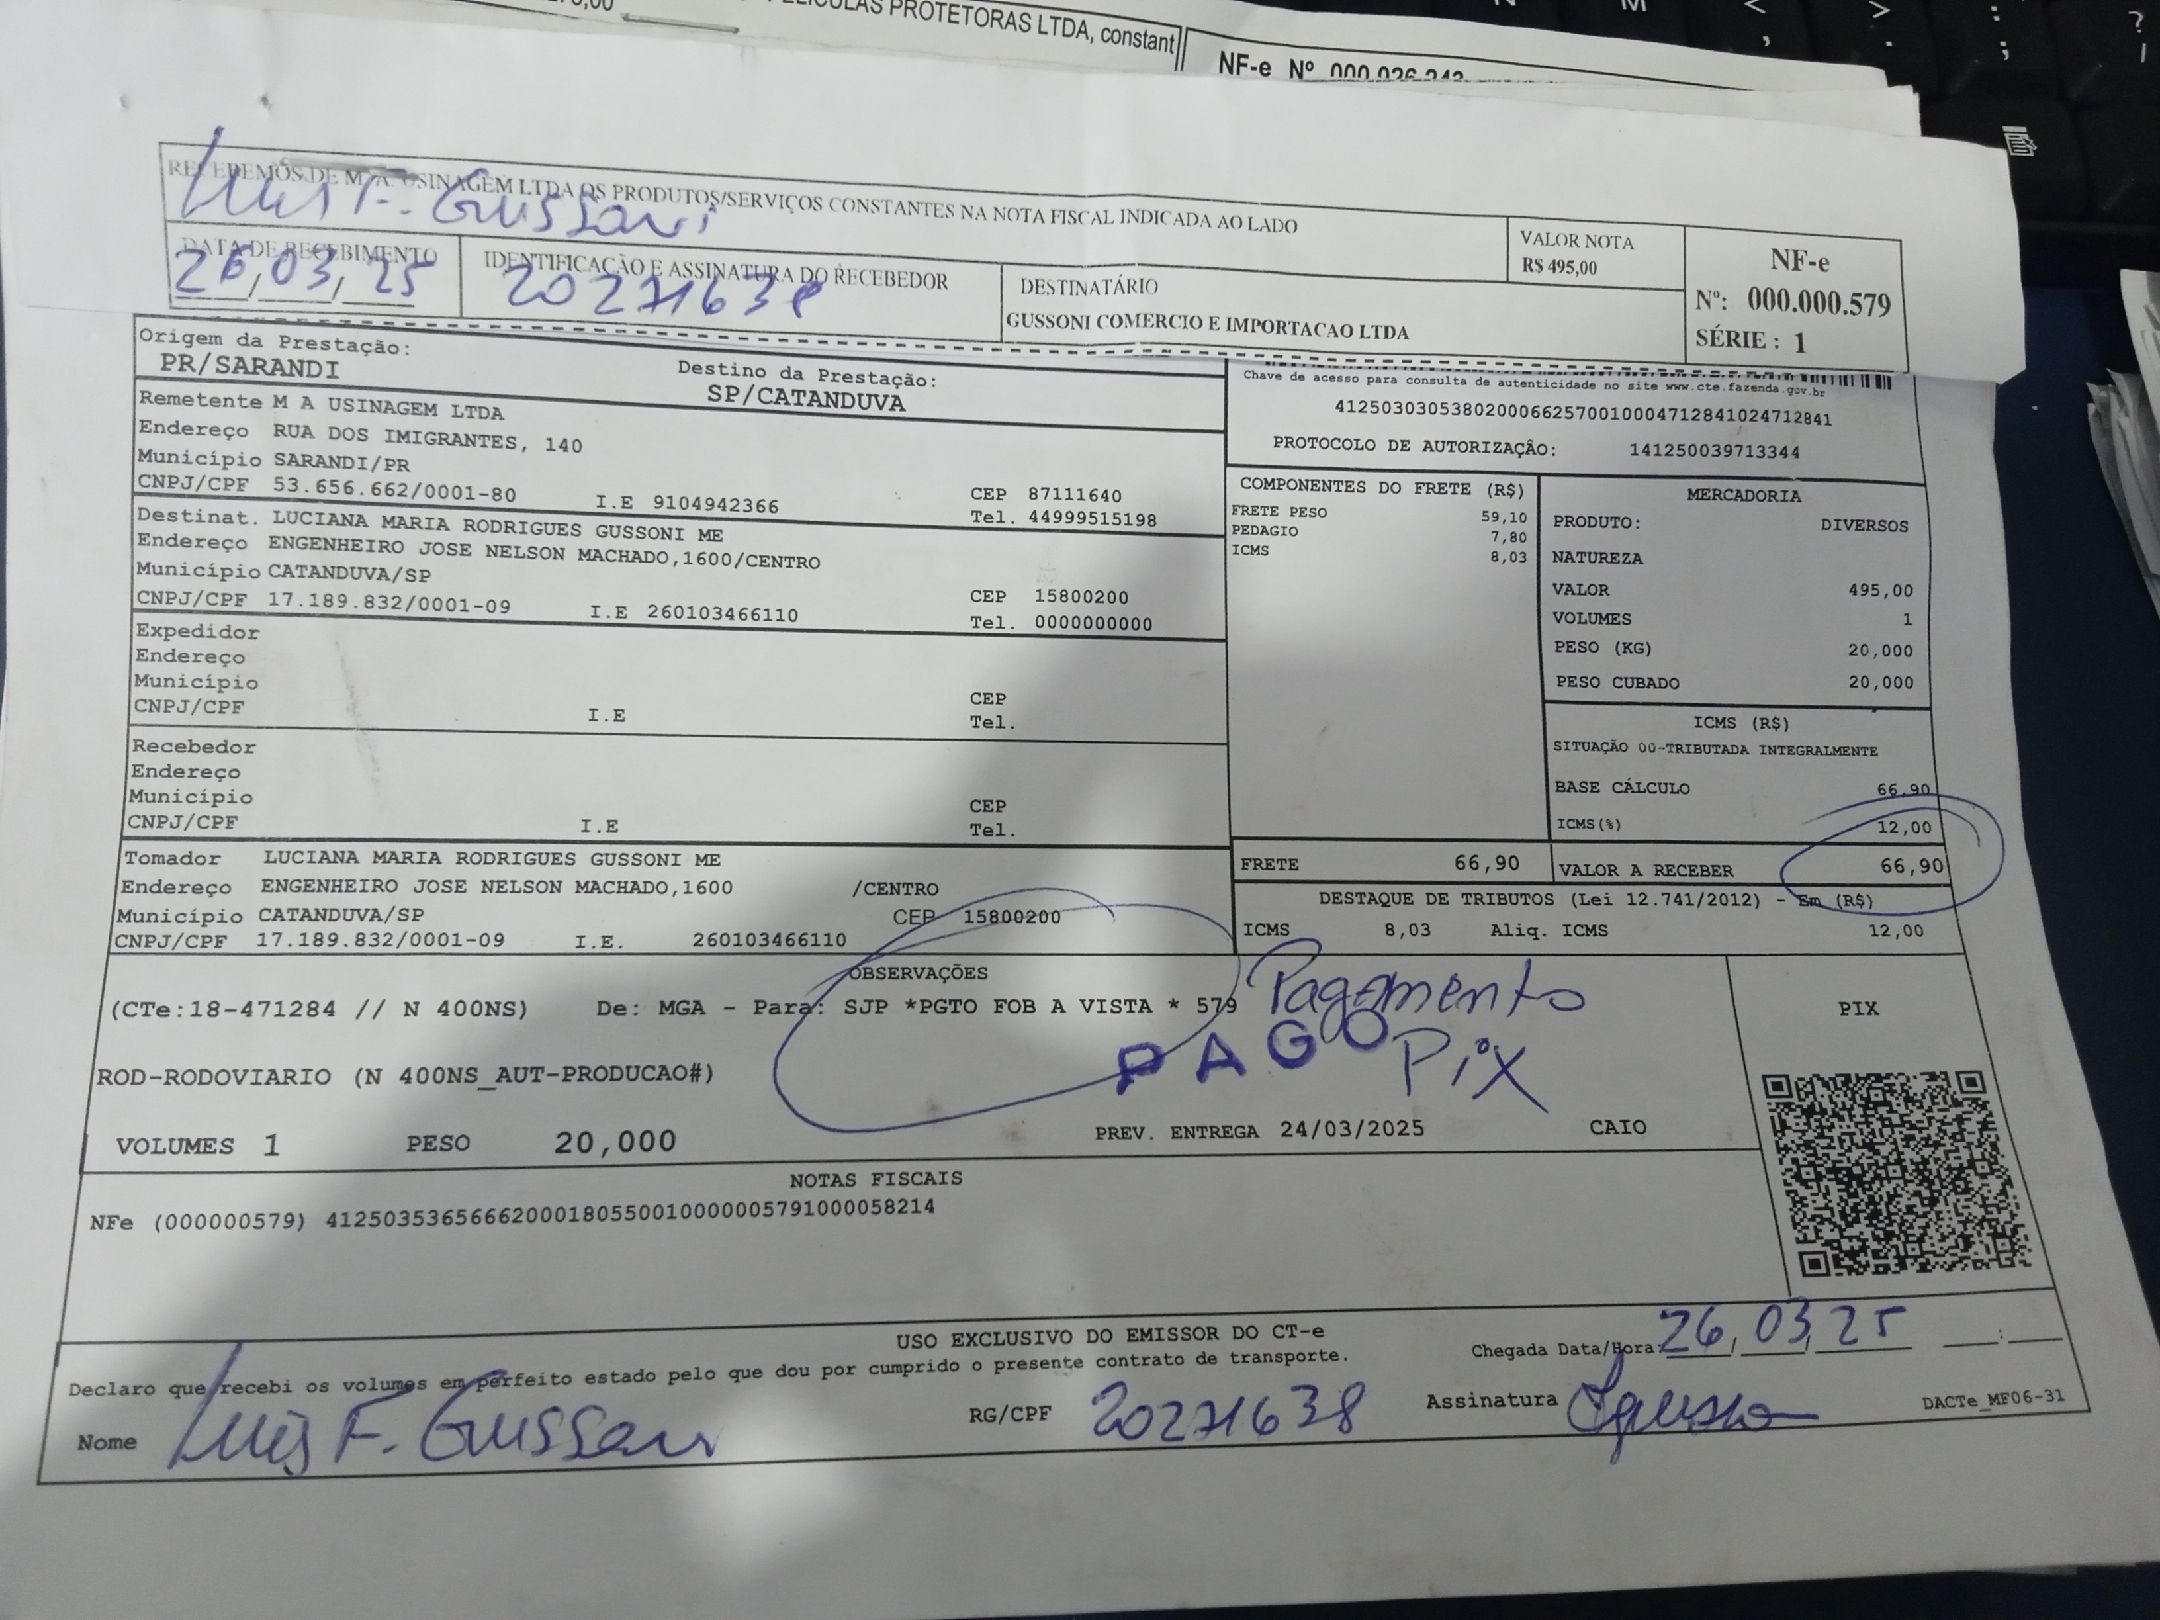 PELICULAS PROTETORAS LTDA, constant
NF-e Nº 000.026.242
RECEBEMOS DE M. A. USINAGEM LTDA OS PRODUTOS/SERVIÇOS CONSTANTES NA NOTA FISCAL INDICADA AO LADO
Luis F. Gussoni
VALOR NOTA
R$ 495,00
NF-e
Nº: 000.000.579
SÉRIE : 1
DATA DE RECEBIMENTO
26/03/25
IDENTIFICAÇAO E ASSINATURA DO RECEBEDOR
20271638
DESTINATÁRIO
GUSSONI COMERCIO E IMPORTACAO LTDA
Origem da Prestação:
PR/SARANDI
Destino da Prestação:
SP/CATANDUVA
Chave de acesso para consulta de autenticidade no site www.cte.fazenda.gov.br
41250303053802000662570010004712841024712841
PROTOCOLO DE AUTORIZAÇÂO: 141250039713344
Remetente M A USINAGEM LTDA
Endereço RUA DOS IMIGRANTES, 140
Município SARANDI/PR
CNPJ/CPF 53.656.662/0001-80 I.E 9104942366
CEP 87111640
Tel. 44999515198
Destinat. LUCIANA MARIA RODRIGUES GUSSONI ME
Endereço ENGENHEIRO JOSE NELSON MACHADO,1600/CENTRO
Município CATANDUVA/SP
CNPJ/CPF 17.189.832/0001-09 I.E 260103466110
CEP 15800200
Tel. 0000000000
Expedidor
Endereço
Município
CNPJ/CPF I.E
CEP
Tel.
Recebedor
Endereço
Município
CNPJ/CPF I.E
CEP
Tel.
Tomador LUCIANA MARIA RODRIGUES GUSSONI ME
Endereço ENGENHEIRO JOSE NELSON MACHADO,1600 /CENTRO
Município CATANDUVA/SP CEP 15800200
CNPJ/CPF 17.189.832/0001-09 I.E. 260103466110
COMPONENTES DO FRETE (R$)
FRETE PESO 59,10
PEDAGIO 7,80
ICMS 8,03
MERCADORIA
PRODUTO: DIVERSOS
NATUREZA
VALOR 495,00
VOLUMES 1
PESO (KG) 20,000
PESO CUBADO 20,000
ICMS (R$)
SITUAÇÃO 00-TRIBUTADA INTEGRALMENTE
BASE CÁLCULO 66,90
ICMS(%) 12,00
FRETE 66,90
VALOR A RECEBER 66,90
DESTAQUE DE TRIBUTOS (Lei 12.741/2012) - Em (R$)
ICMS 8,03 Aliq. ICMS 12,00
OBSERVAÇÕES
(CTe:18-471284 // N 400NS) De: MGA - Para: SJP *PGTO FOB A VISTA * 579
Pagamento
PAGO
Pix
PIX
ROD-RODOVIARIO (N 400NS_AUT-PRODUCAO#)
VOLUMES 1 PESO 20,000 PREV. ENTREGA 24/03/2025 CAIO
NOTAS FISCAIS
NFe (000000579) 41250353656662000180550010000005791000058214
USO EXCLUSIVO DO EMISSOR DO CT-e
Declaro que recebi os volumes em perfeito estado pelo que dou por cumprido o presente contrato de transporte.
Chegada Data/Hora: 26/03/25 :
Nome Luis F. Gussoni
RG/CPF 20271638
Assinatura
DACTe_MF06-31